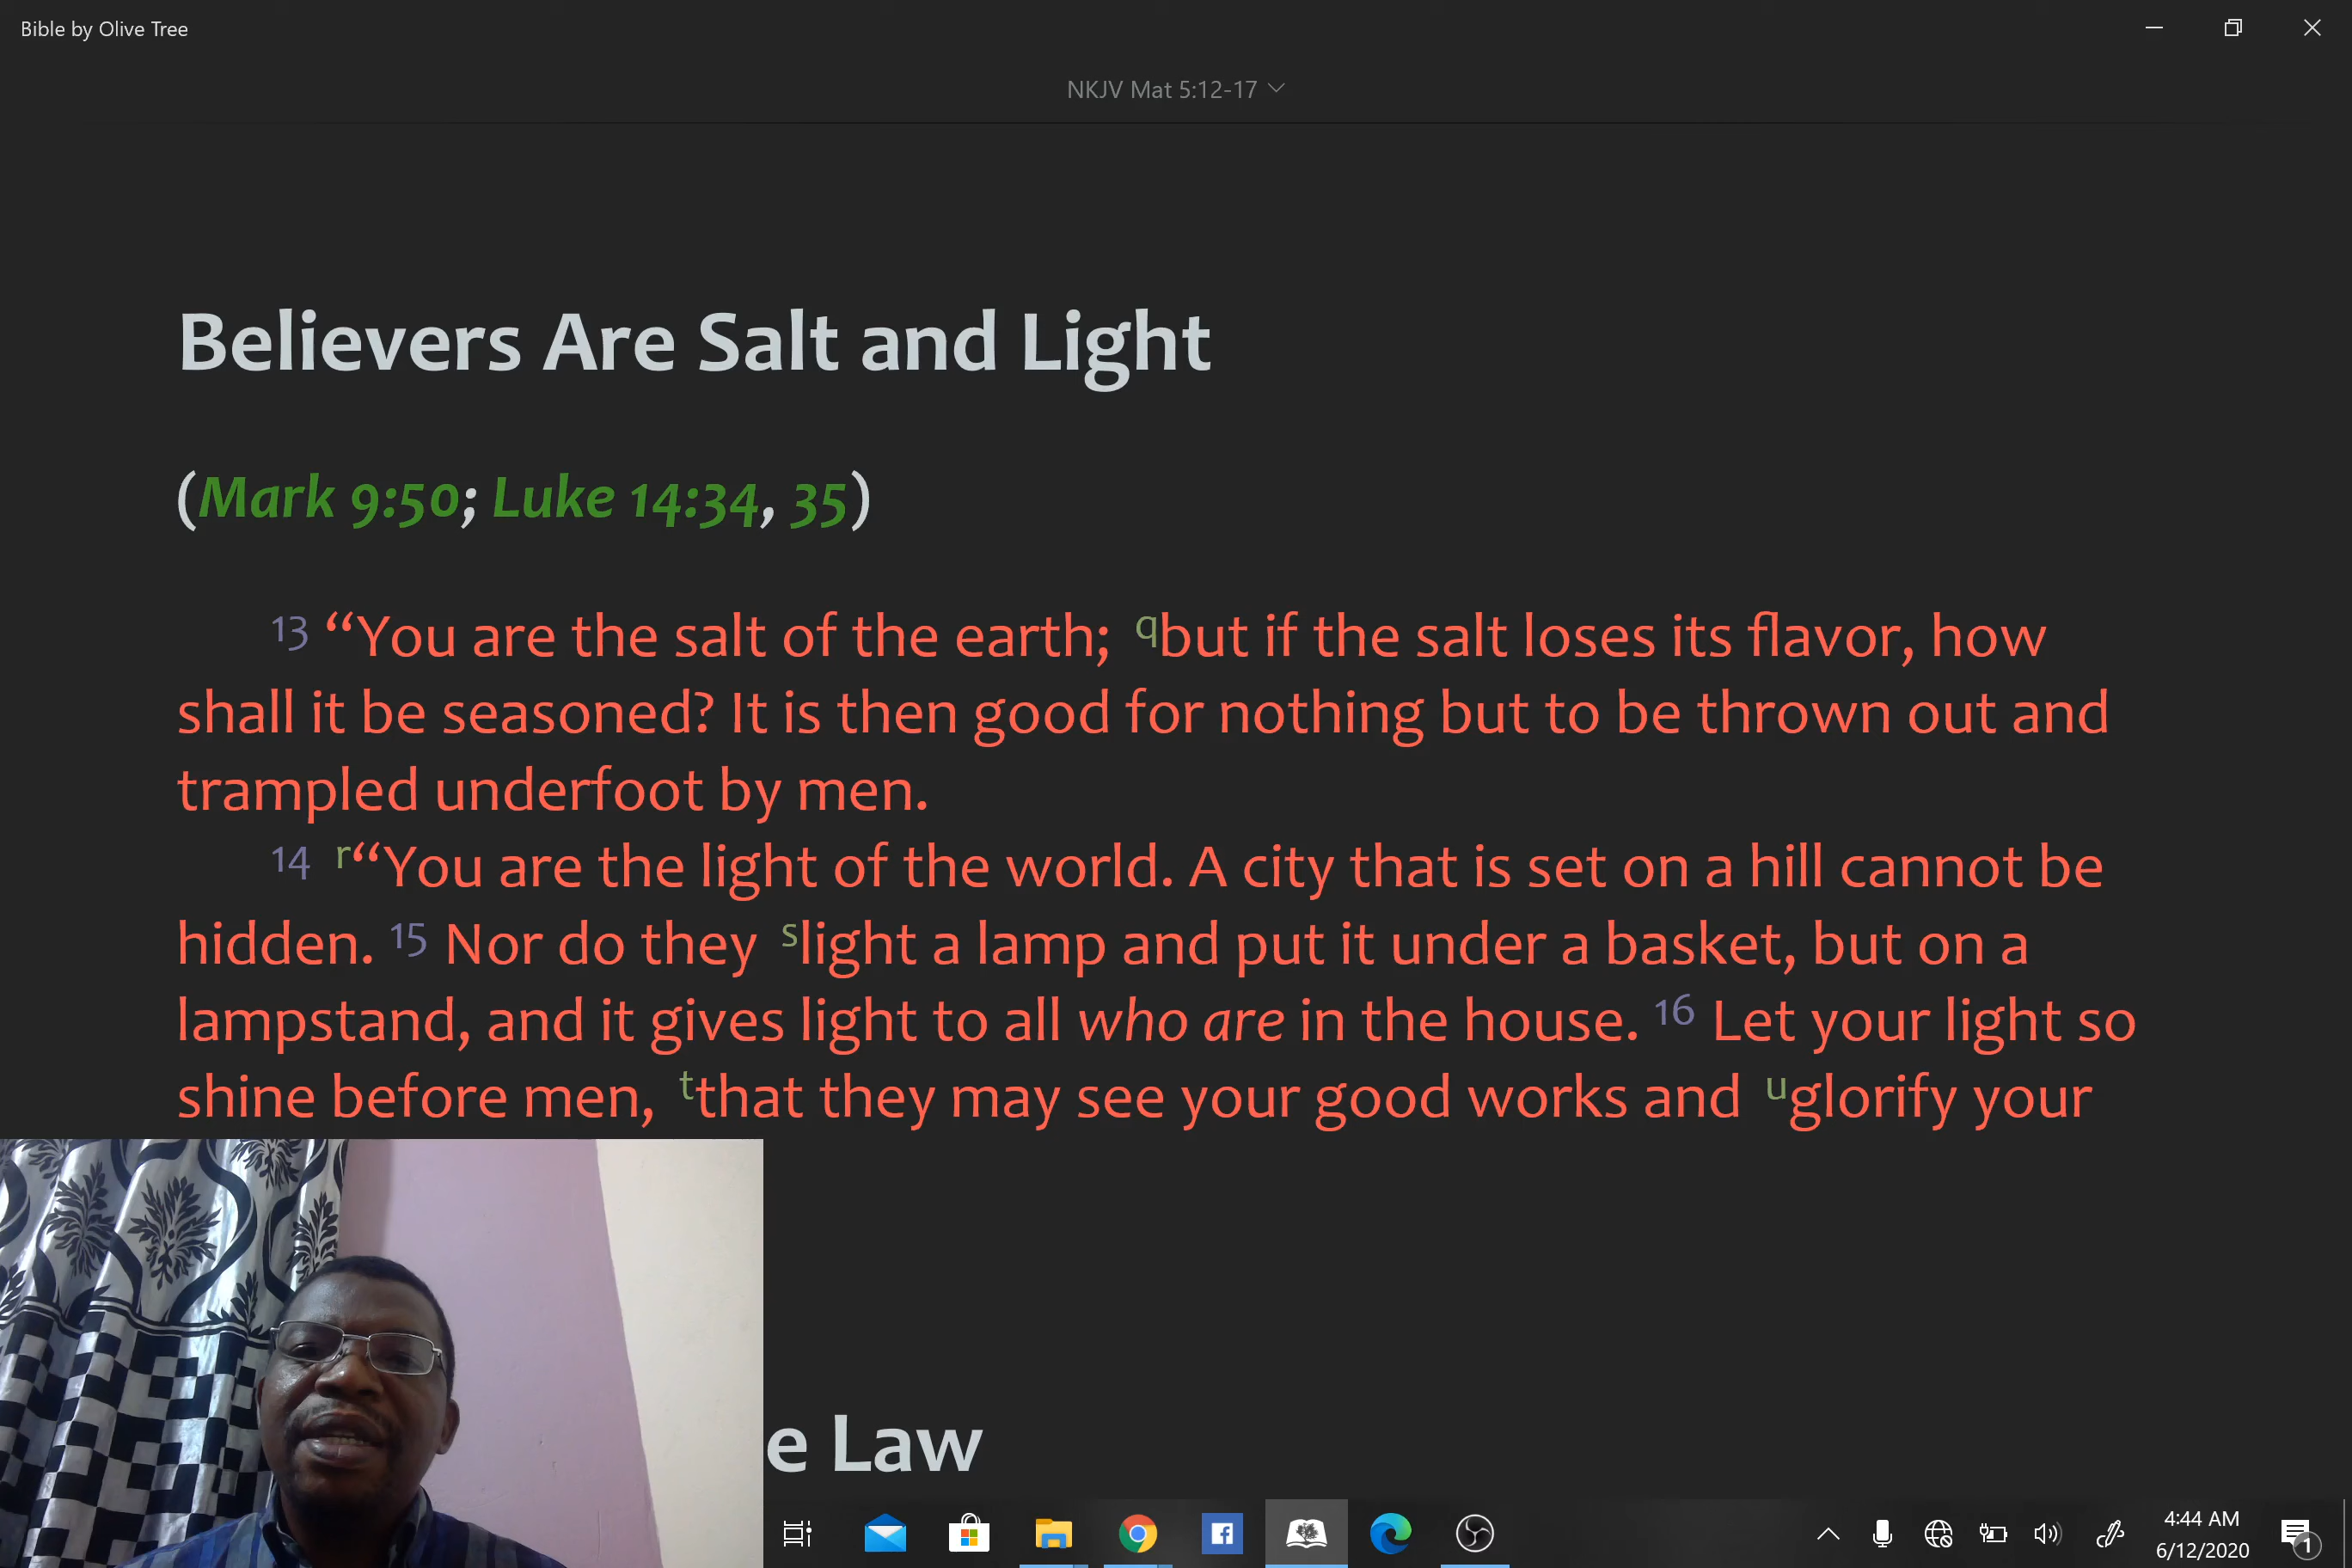 Bible by Olive Tree
NKJV Mat 5:12-17
Believers Are Salt and Light
(Mark 9:50; Luke 14:34, 35)
13 “You are the salt of the earth; qbut if the salt loses its flavor, how
shall it be seasoned? It is then good for nothing but to be thrown out and
trampled underfoot by men.
14 r“You are the light of the world. A city that is set on a hill cannot be
hidden. 15 Nor do they slight a lamp and put it under a basket, but on a
lampstand, and it gives light to all who are in the house. 16 Let your light so
shine before men, tthat they may see your good works and uglorify your
e Law
4:44 AM
6/12/2020
1